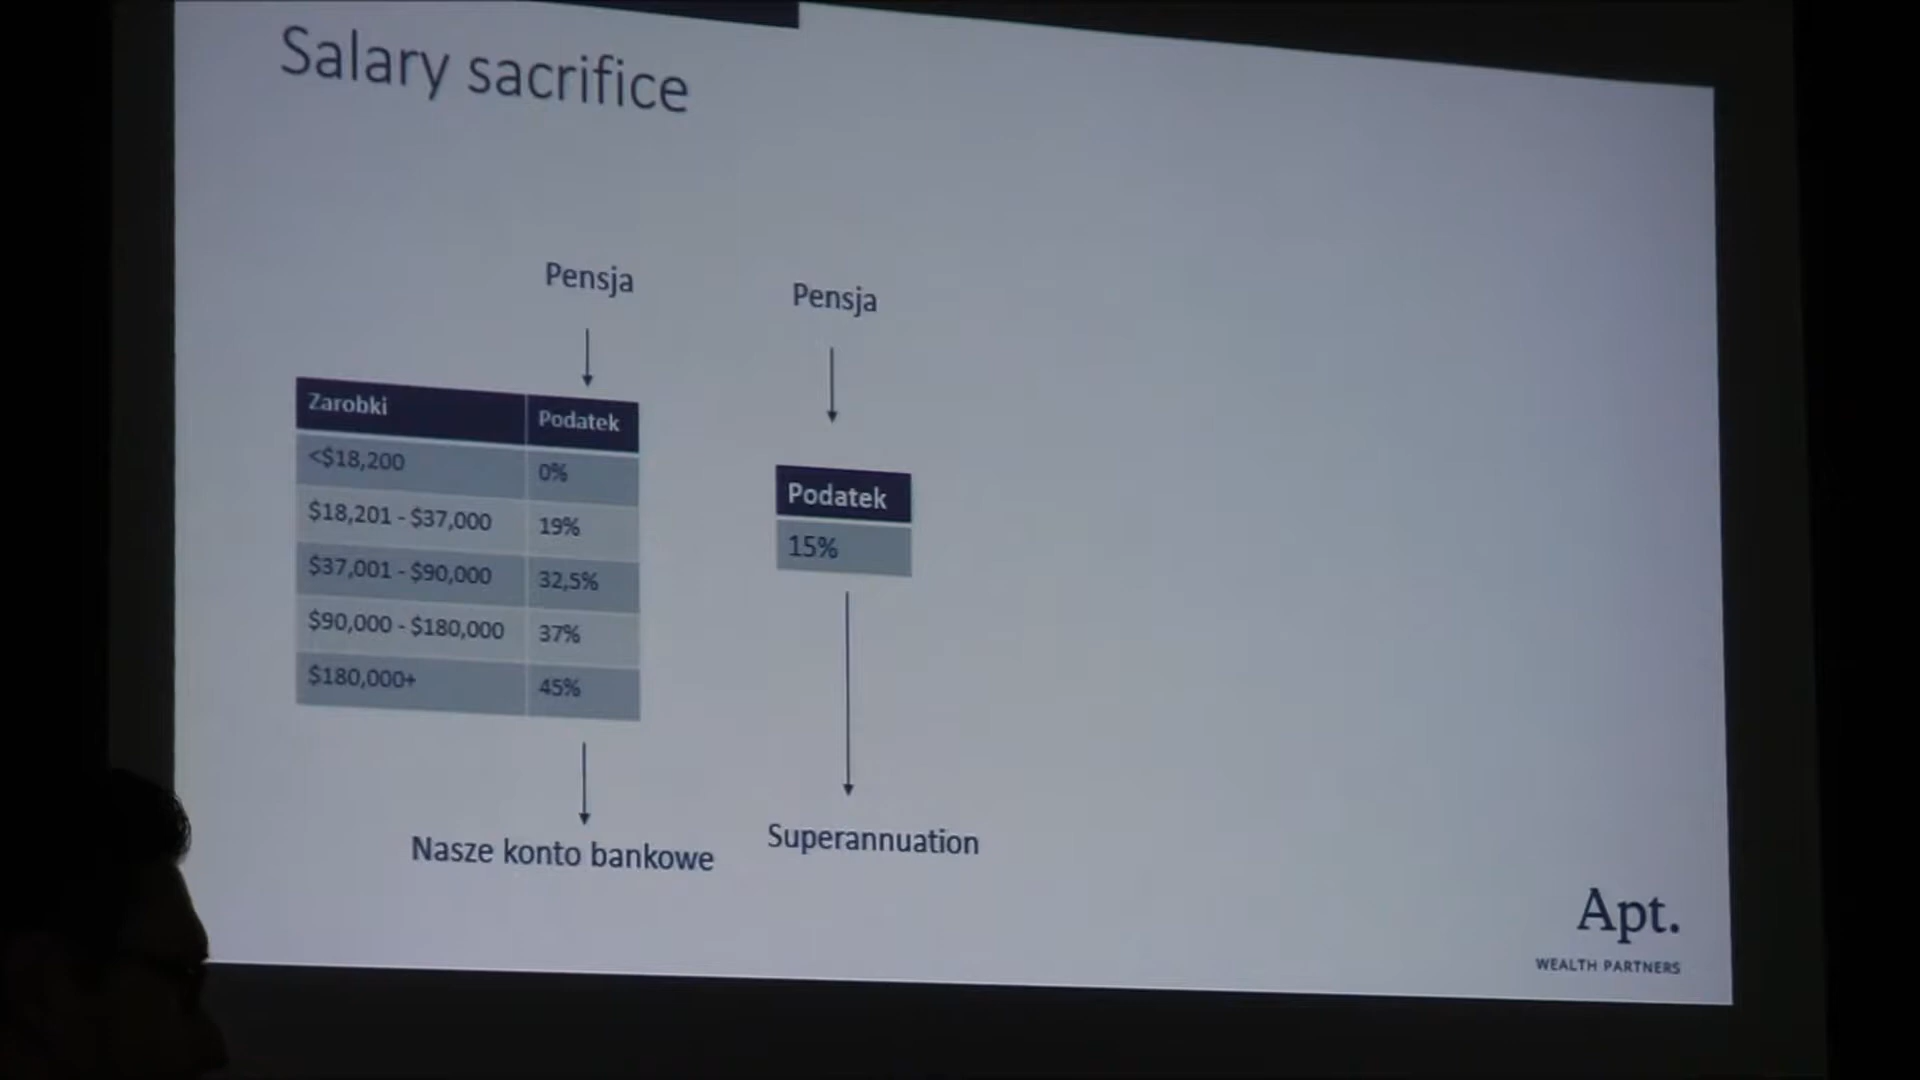 Salary sacrifice
Pensja
Zarobki Podatek
<$18,200 0%
$18,201 - $37,000 19%
$37,001 - $90,000 32,5%
$90,000 - $180,000 37%
$180,000+ 45%
Nasze konto bankowe
Pensja
Podatek
15%
Superannuation
Apt.
WEALTH PARTNERS